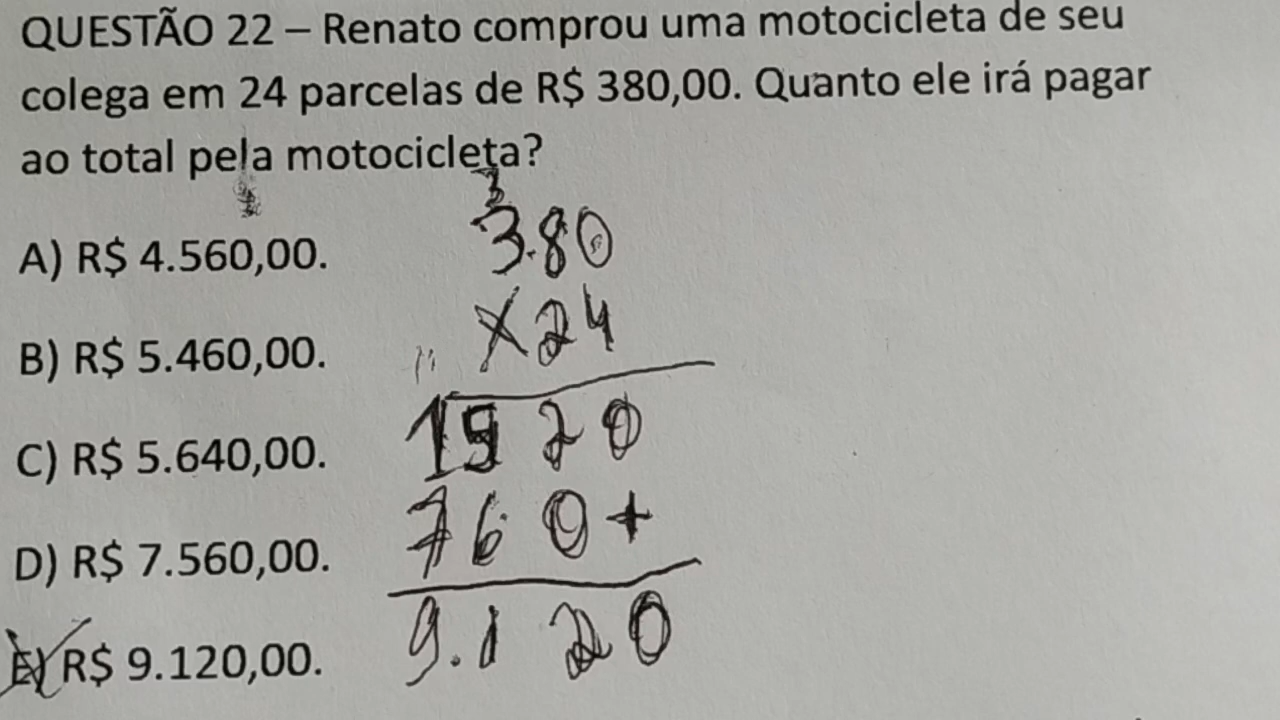 QUESTÃO 22 – Renato comprou uma motocicleta de seu
colega em 24 parcelas de R$ 380,00. Quanto ele irá pagar
ao total pela motocicleta?
3
A) R$ 4.560,00.
380
B) R$ 5.460,00.
X24
C) R$ 5.640,00.
1520
760+
D) R$ 7.560,00.
9.120
E) R$ 9.120,00.